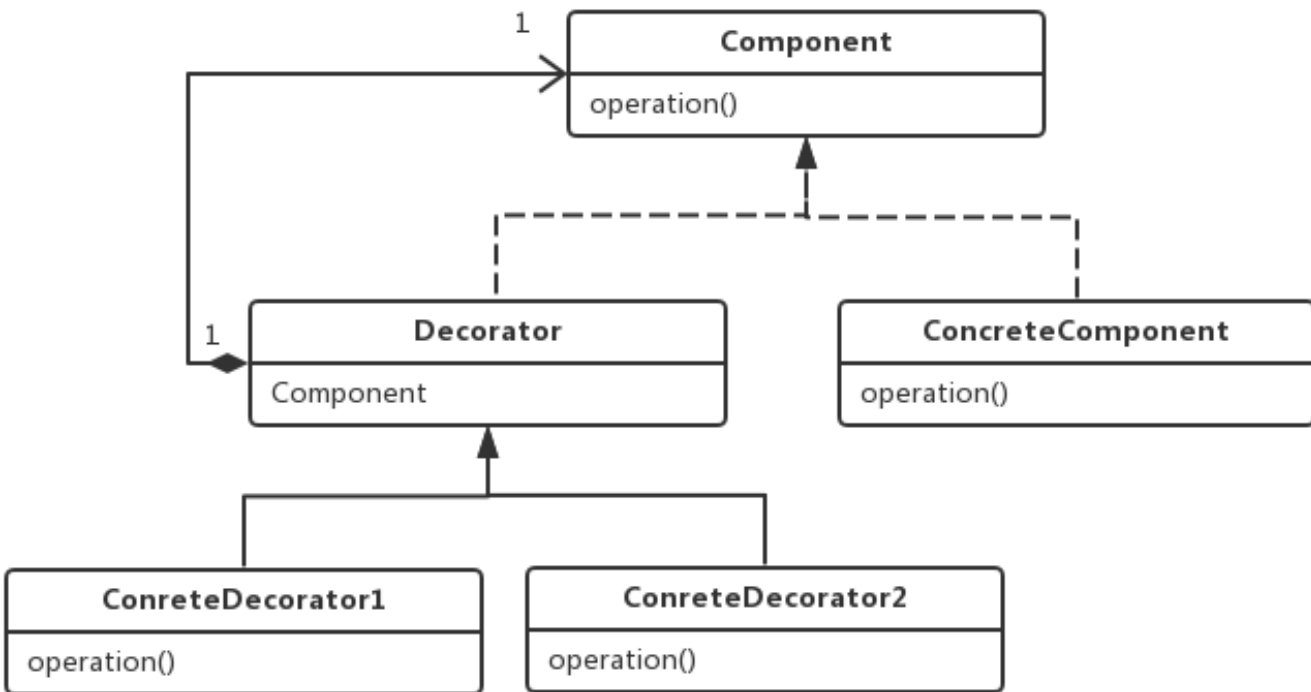 1
Component
operation()
1
Decorator
Component
ConcreteComponent
operation()
ConreteDecorator1
operation()
ConreteDecorator2
operation()